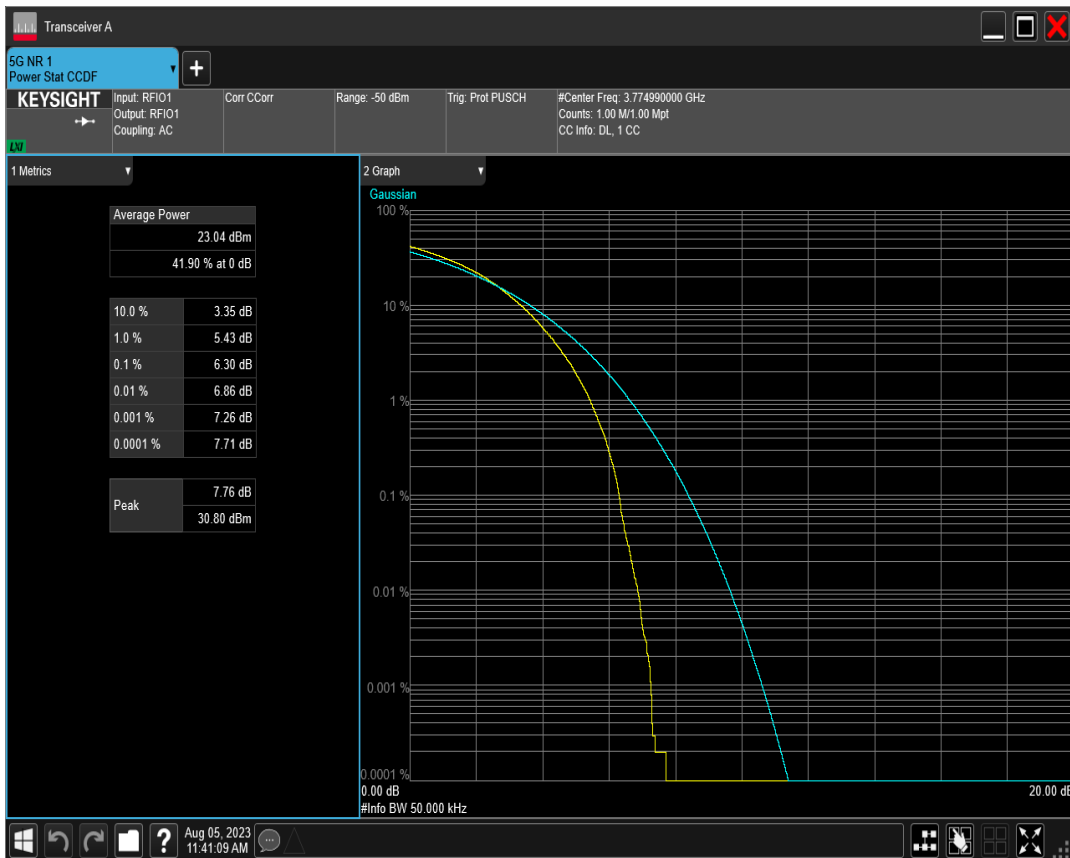 Transceiver A
5G NR 1
Power Stat CCDF
+
KEYSIGHT
LXI
Input: RFIO1
Output: RFIO1
Coupling: AC
Corr CCorr
Range: -50 dBm
Trig: Prot PUSCH
#Center Freq: 3.774990000 GHz
Counts: 1.00 M/1.00 Mpt
CC Info: DL, 1 CC
1 Metrics
Average Power
23.04 dBm
41.90 % at 0 dB
10.0 % 3.35 dB
1.0 % 5.43 dB
0.1 % 6.30 dB
0.01 % 6.86 dB
0.001 % 7.26 dB
0.0001 % 7.71 dB
Peak 7.76 dB
30.80 dBm
2 Graph
Gaussian
100 %
10 %
1 %
0.1 %
0.01 %
0.001 %
0.0001 %
0.00 dB 20.00 dB
#Info BW 50.000 kHz
? Aug 05, 2023
11:41:09 AM